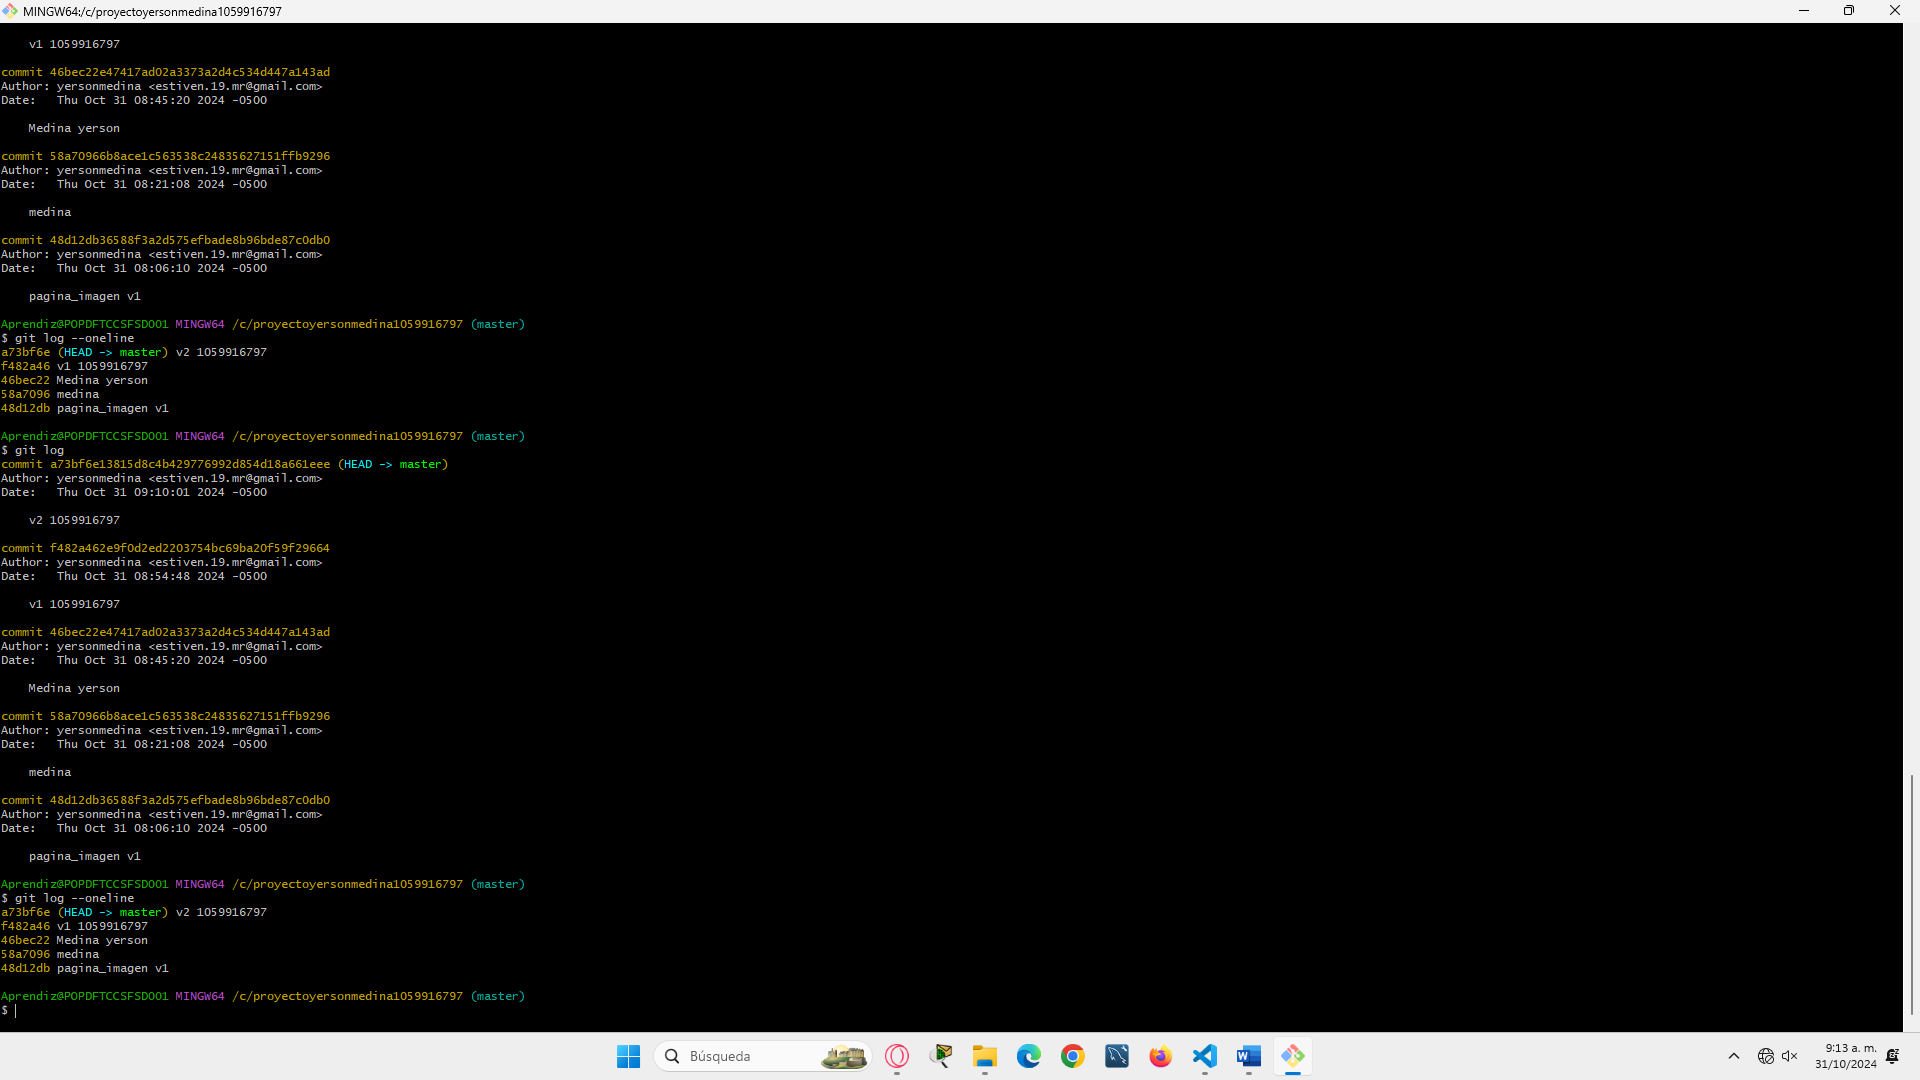 MINGW64:/c/proyectoyersonmedina1059916797
v1 1059916797
commit 46bec22e47417ad02a3373a2d4c534d447a143ad
Author: yersonmedina <estiven.19.mr@gmail.com>
Date:   Thu Oct 31 08:45:20 2024 -0500
Medina yerson
commit 58a70966b8ace1c563538c24835627151ffb9296
Author: yersonmedina <estiven.19.mr@gmail.com>
Date:   Thu Oct 31 08:21:08 2024 -0500
medina
commit 48d12db36588f3a2d575efbade8b96bde87c0db0
Author: yersonmedina <estiven.19.mr@gmail.com>
Date:   Thu Oct 31 08:06:10 2024 -0500
pagina_imagen v1
Aprendiz@POPDFTCCSFSD001 MINGW64 /c/proyectoyersonmedina1059916797 (master)
$ git log --oneline
a73bf6e (HEAD -> master) v2 1059916797
f482a46 v1 1059916797
46bec22 Medina yerson
58a7096 medina
48d12db pagina_imagen v1
Aprendiz@POPDFTCCSFSD001 MINGW64 /c/proyectoyersonmedina1059916797 (master)
$ git log
commit a73bf6e13815d8c4b429776992d854d18a661eee (HEAD -> master)
Author: yersonmedina <estiven.19.mr@gmail.com>
Date:   Thu Oct 31 09:10:01 2024 -0500
v2 1059916797
commit f482a462e9f0d2ed2203754bc69ba20f59f29664
Author: yersonmedina <estiven.19.mr@gmail.com>
Date:   Thu Oct 31 08:54:48 2024 -0500
v1 1059916797
commit 46bec22e47417ad02a3373a2d4c534d447a143ad
Author: yersonmedina <estiven.19.mr@gmail.com>
Date:   Thu Oct 31 08:45:20 2024 -0500
Medina yerson
commit 58a70966b8ace1c563538c24835627151ffb9296
Author: yersonmedina <estiven.19.mr@gmail.com>
Date:   Thu Oct 31 08:21:08 2024 -0500
medina
commit 48d12db36588f3a2d575efbade8b96bde87c0db0
Author: yersonmedina <estiven.19.mr@gmail.com>
Date:   Thu Oct 31 08:06:10 2024 -0500
pagina_imagen v1
Aprendiz@POPDFTCCSFSD001 MINGW64 /c/proyectoyersonmedina1059916797 (master)
$ git log --oneline
a73bf6e (HEAD -> master) v2 1059916797
f482a46 v1 1059916797
46bec22 Medina yerson
58a7096 medina
48d12db pagina_imagen v1
Aprendiz@POPDFTCCSFSD001 MINGW64 /c/proyectoyersonmedina1059916797 (master)
$
Búsqueda
9:13 a. m.
31/10/2024